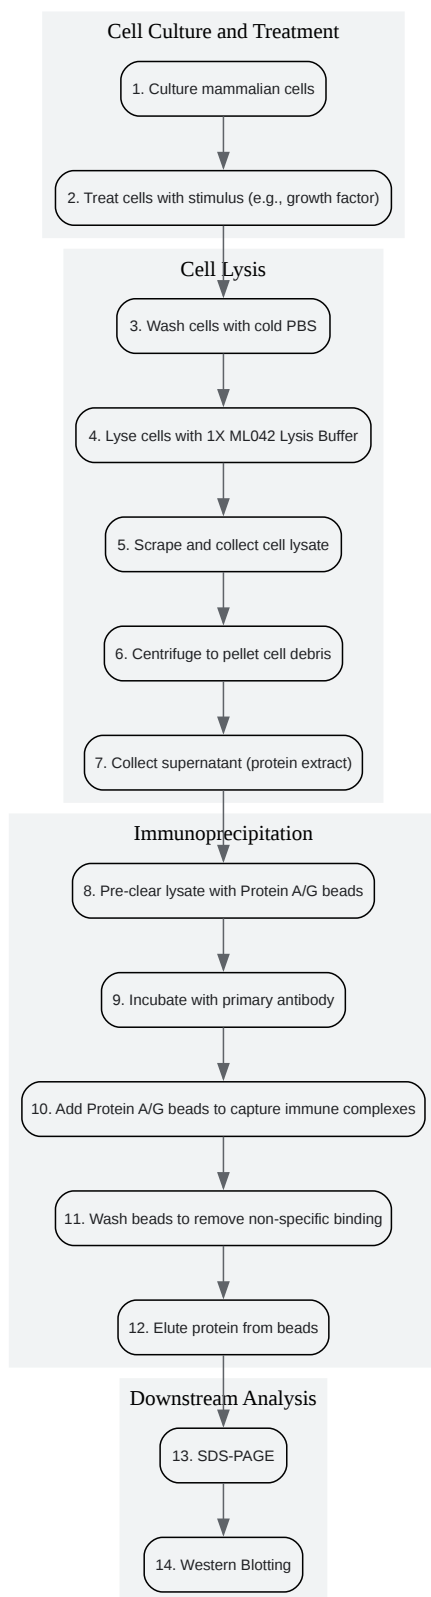 Cell Culture and Treatment
1. Culture mammalian cells
2. Treat cells with stimulus (e.g., growth factor)
Cell Lysis
3. Wash cells with cold PBS
4. Lyse cells with 1X ML042 Lysis Buffer
5. Scrape and collect cell lysate
6. Centrifuge to pellet cell debris
7. Collect supernatant (protein extract)
Immunoprecipitation
8. Pre-clear lysate with Protein A/G beads
9. Incubate with primary antibody
10. Add Protein A/G beads to capture immune complexes
11. Wash beads to remove non-specific binding
12. Elute protein from beads
Downstream Analysis
13. SDS-PAGE
14. Western Blotting